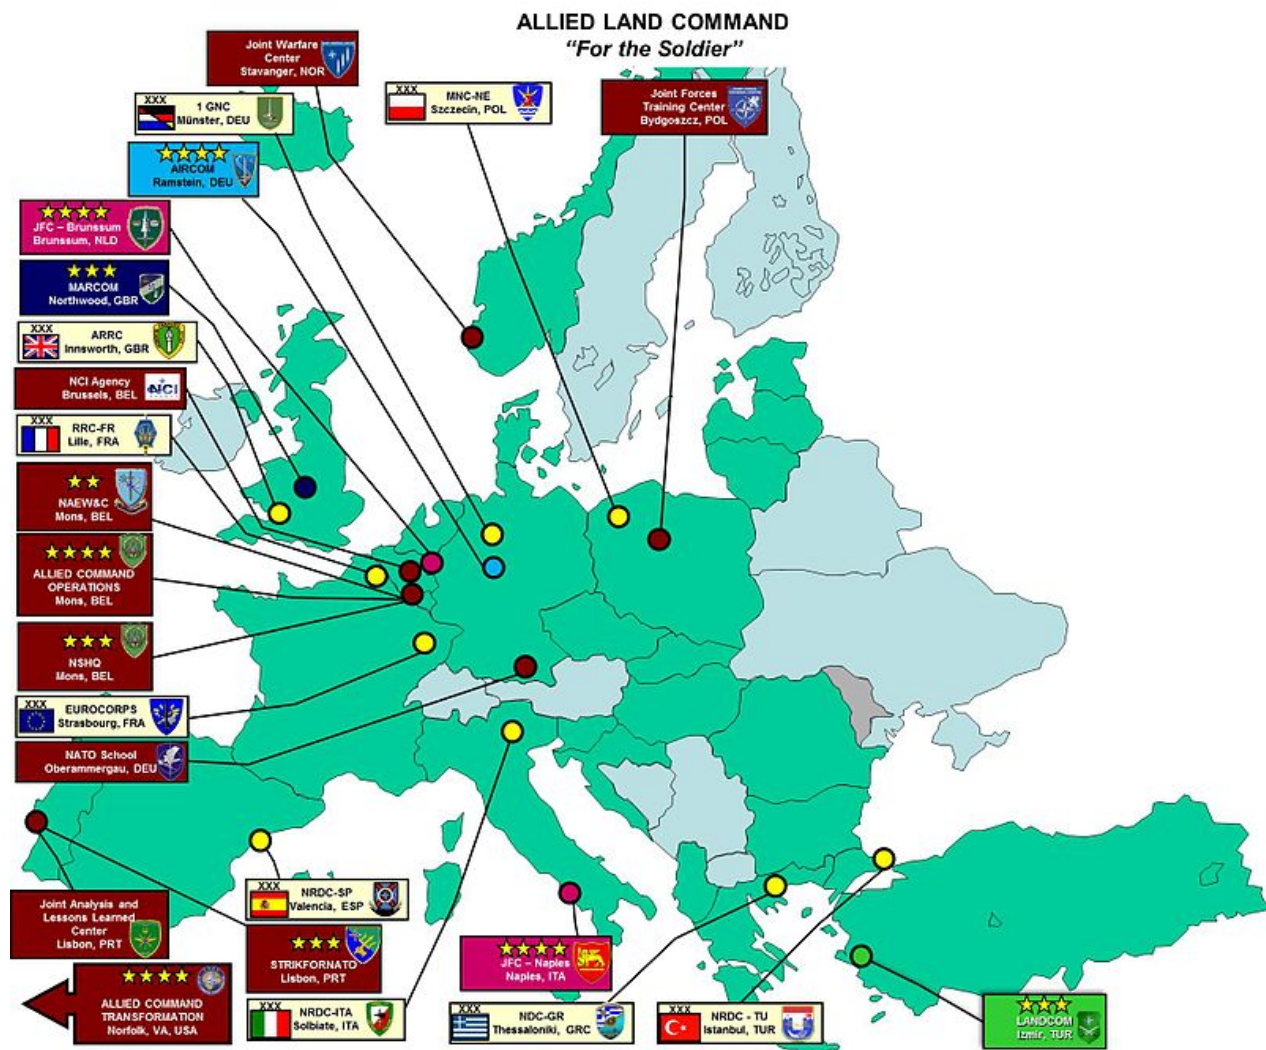 ALLIED LAND COMMAND
“For the Soldier”
Joint Warfare
Center
Stavanger, NOR
XXX
1 GNC
Münster, DEU
XXX
MNC-NE
Szczecin, POL
Joint Forces
Training Center
Bydgoszcz, POL
AIRCOM
Ramstein, DEU
JFC – Brunssum
Brunssum, NLD
MARCOM
Northwood, GBR
XXX
ARRC
Innsworth, GBR
NCI Agency
Brussels, BEL
NCI
XXX
RRC-FR
Lille, FRA
NAEW&C
Mons, BEL
ALLIED COMMAND
OPERATIONS
Mons, BEL
NSHQ
Mons, BEL
XXX
EUROCORPS
Strasbourg, FRA
NATO School
Oberammergau, DEU
Joint Analysis and
Lessons Learned
Center
Lisbon, PRT
XXX
NRDC-SP
Valencia, ESP
STRIKFORNATO
Lisbon, PRT
JFC – Naples
Naples, ITA
ALLIED COMMAND
TRANSFORMATION
Norfolk, VA, USA
XXX
NRDC-ITA
Solbiate, ITA
XXX
NDC-GR
Thessaloniki, GRC
XXX
NRDC - TU
Istanbul, TUR
LANDCOM
Izmir, TUR